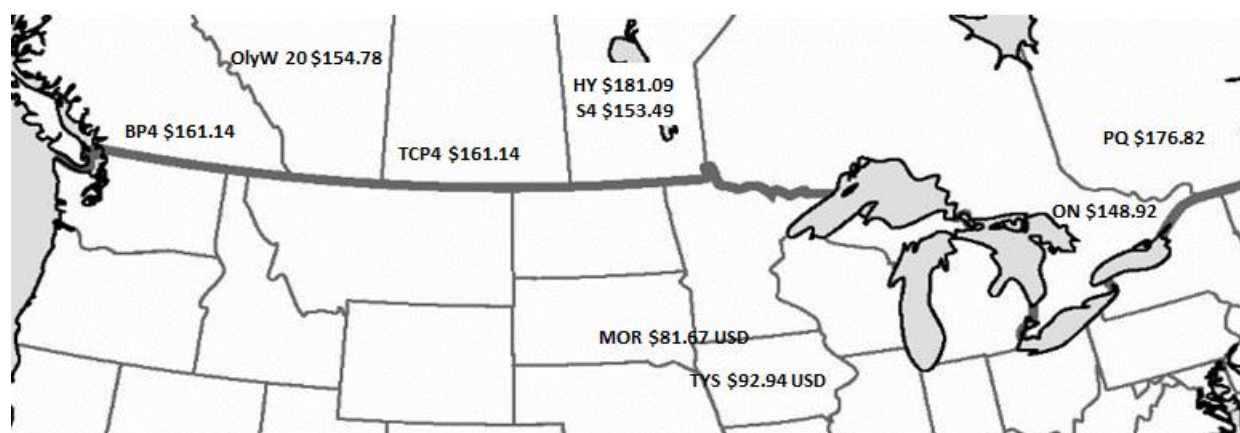 OlyW 20 $154.78
HY $181.09
S4 $153.49
BP4 $161.14
TCP4 $161.14
PQ $176.82
ON $148.92
MOR $81.67 USD
TYS $92.94 USD